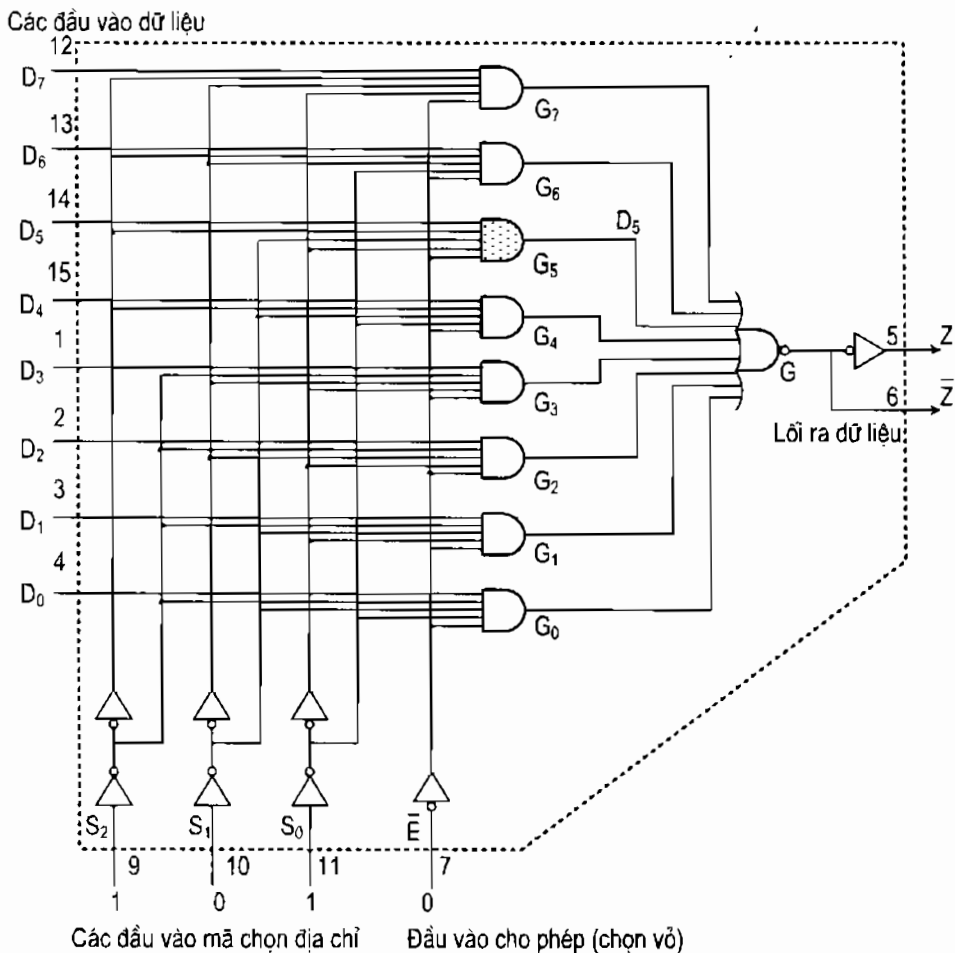 Các đầu vào dữ liệu
12
D7
G7
13
D6
G6
14
D5
D5
G5
15
D4
G4
1
5 Z
D3
G
G3
6 Z̅
2
Lối ra dữ liệu
D2
G2
3
D1
G1
4
D0
G0
S2 S1 S0 E̅
9 10 11 7
1 0 1 0
Các đầu vào mã chọn địa chỉ Đầu vào cho phép (chọn vỏ)